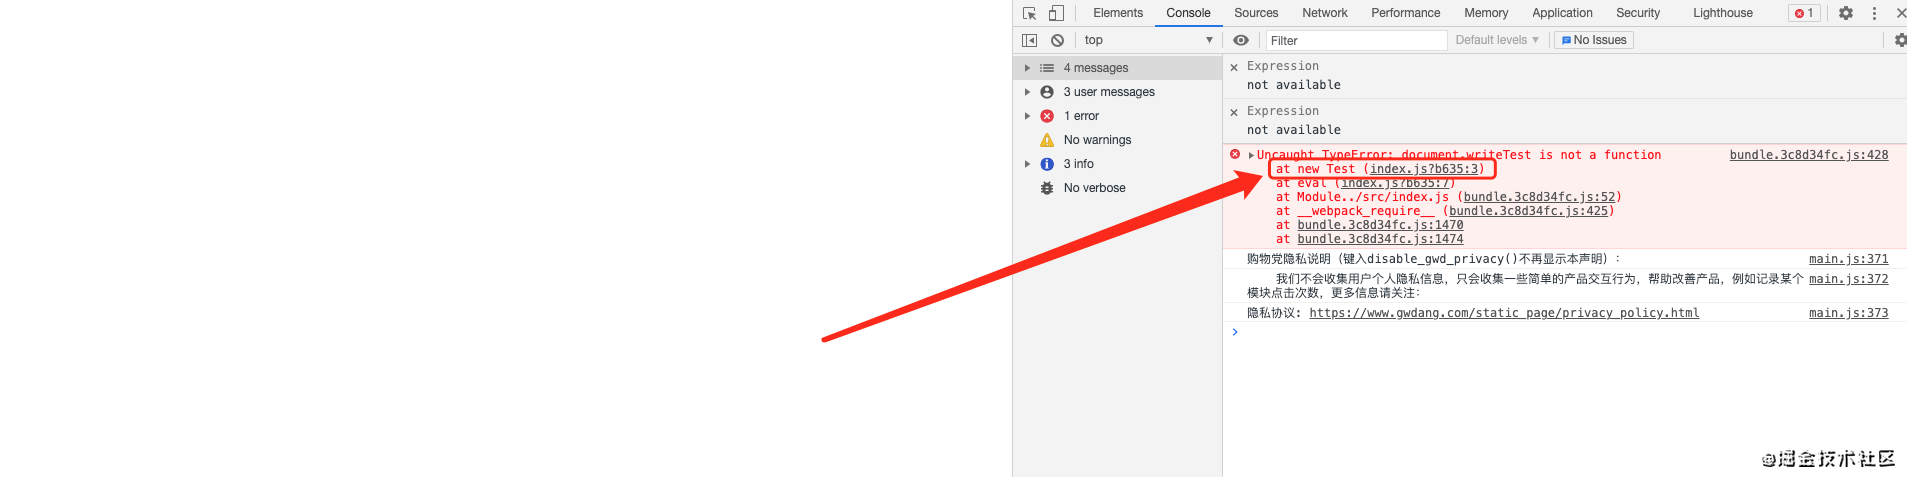 Elements Console Sources Network Performance Memory Application Security Lighthouse 1
top Filter Default levels No Issues
4 messages
3 user messages
1 error
No warnings
3 info
No verbose
Expression
not available
Expression
not available
Uncaught TypeError: document.writeTest is not a function bundle.3c8d34fc.js:428
at new Test (index.js?b635:3)
at eval (index.js?b635:7)
at Module../src/index.js (bundle.3c8d34fc.js:52)
at __webpack_require__ (bundle.3c8d34fc.js:425)
at bundle.3c8d34fc.js:1470
at bundle.3c8d34fc.js:1474
购物党隐私说明（键入disable_gwd_privacy()不再显示本声明）： main.js:371
我们不会收集用户个人隐私信息，只会收集一些简单的产品交互行为，帮助改善产品，例如记录某个 main.js:372
模块点击次数，更多信息请关注：
隐私协议: https://www.gwdang.com/static_page/privacy_policy.html main.js:373
@掘金技术社区